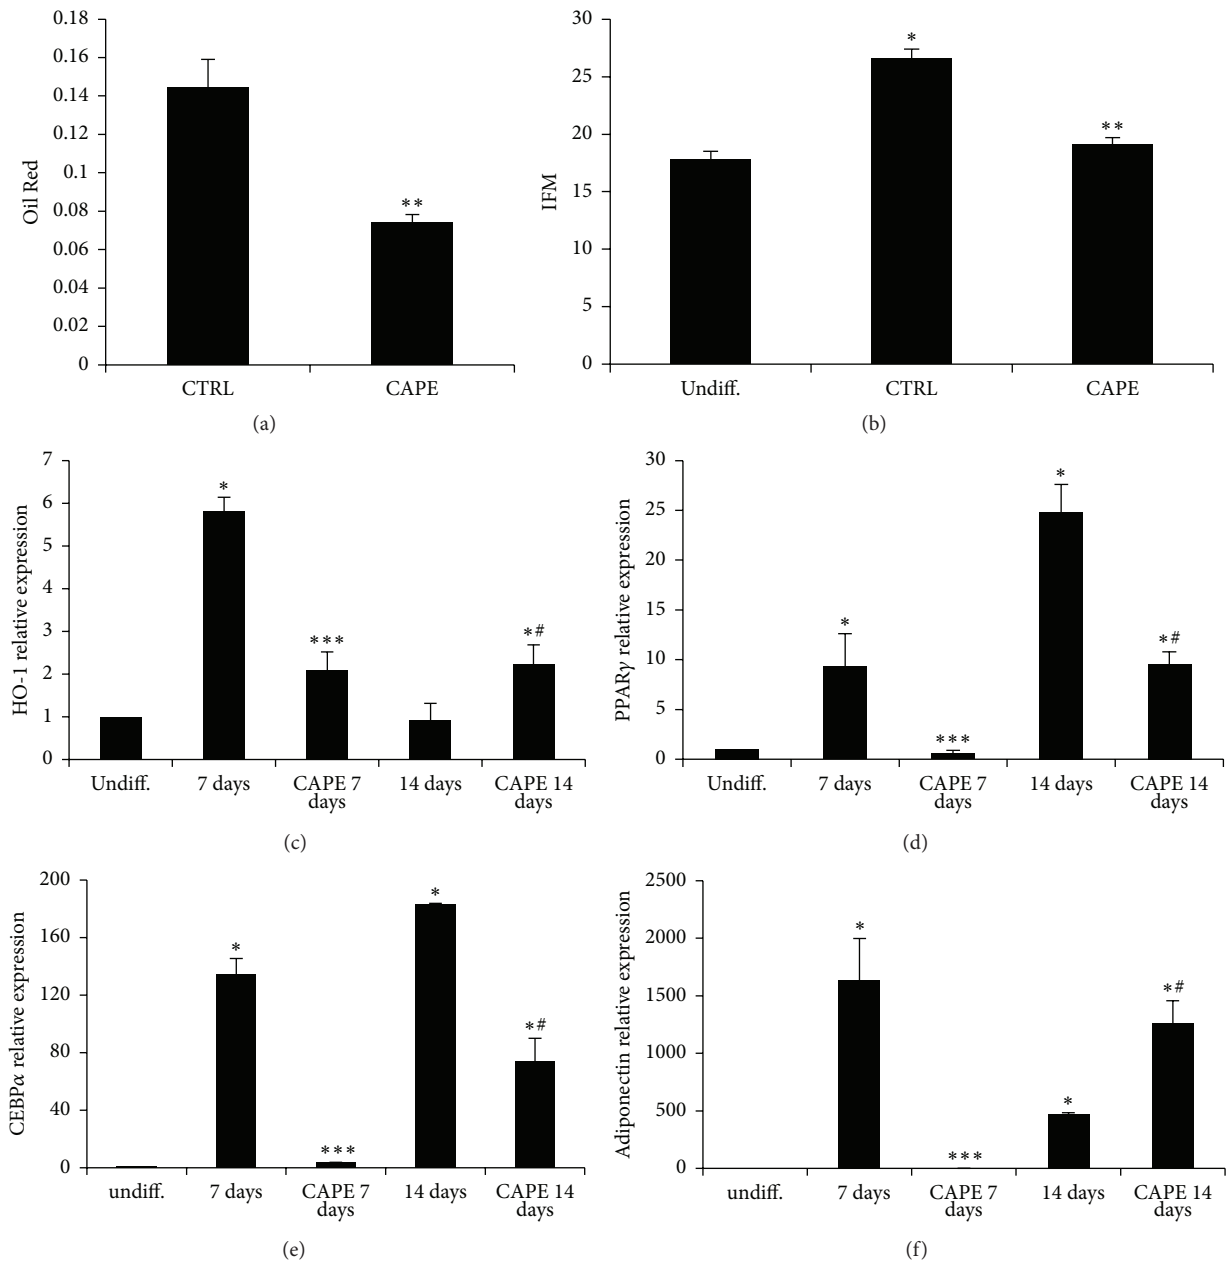 0.18
0.16
0.14
0.12
0.1
0.08
0.06
0.04
0.02
0
Oil Red
**
CTRL
CAPE
(a)
30
25
20
15
10
5
0
IFM
*
**
Undiff.
CTRL
CAPE
(b)
7
6
5
4
3
2
1
0
HO-1 relative expression
*
***
*#
Undiff.
7 days
CAPE 7
days
14 days
CAPE 14
days
(c)
30
25
20
15
10
5
0
PPARγ relative expression
*
***
*
*#
Undiff.
7 days
CAPE 7
days
14 days
CAPE 14
days
(d)
200
160
120
80
40
0
CEBPα relative expression
*
***
*
*#
undiff.
7 days
CAPE 7
days
14 days
CAPE 14
days
(e)
2500
2000
1500
1000
500
0
Adiponectin relative expression
*
***
*
*#
undiff.
7 days
CAPE 7
days
14 days
CAPE 14
days
(f)